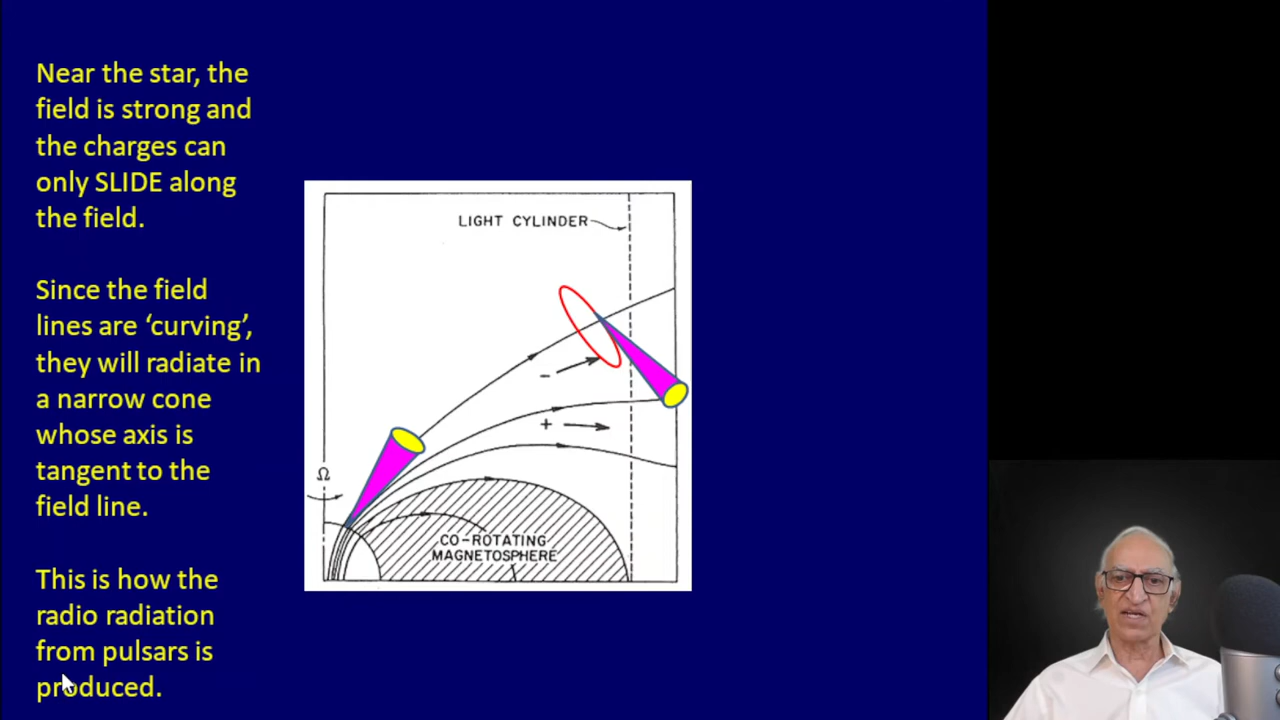 Near the star, the
field is strong and
the charges can
only SLIDE along
the field.
Since the field
lines are ‘curving’,
they will radiate in
a narrow cone
whose axis is
tangent to the
field line.
This is how the
radio radiation
from pulsars is
produced.
LIGHT CYLINDER
-
+
Ω
CO-ROTATING
MAGNETOSPHERE